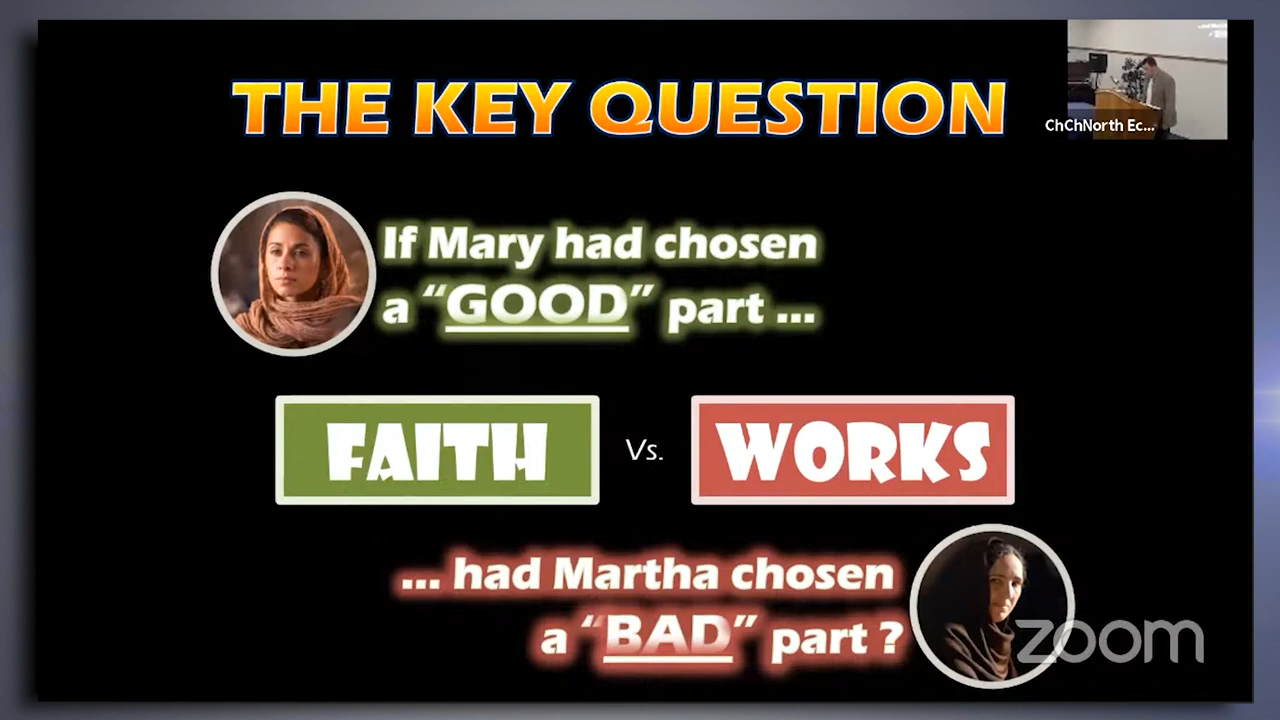 THE KEY QUESTION
ChChNorth Ec...
If Mary had chosen
a “GOOD” part ...
FAITH
Vs.
WORKS
... had Martha chosen
a “BAD” part ?
zoom